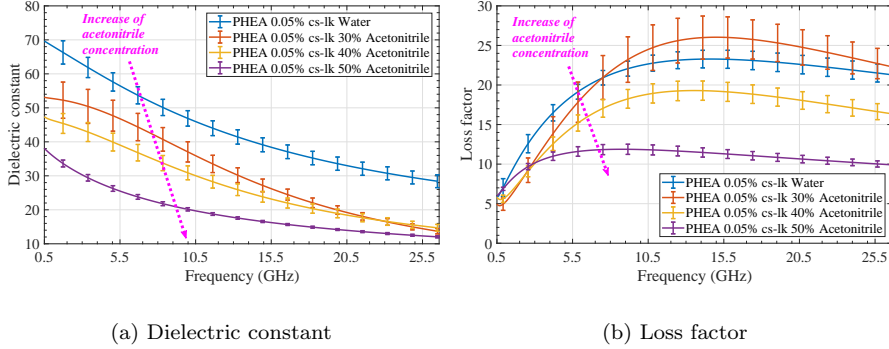 Increase of
acetonitrile
concentration
PHEA 0.05% cs-lk Water
PHEA 0.05% cs-lk 30% Acetonitrile
PHEA 0.05% cs-lk 40% Acetonitrile
PHEA 0.05% cs-lk 50% Acetonitrile
80
70
60
50
40
30
20
10
Dielectric constant
0.5 5.5 10.5 15.5 20.5 25.5
Frequency (GHz)
(a) Dielectric constant
Increase of
acetonitrile
concentration
30
25
20
15
10
5
0
Loss factor
PHEA 0.05% cs-lk Water
PHEA 0.05% cs-lk 30% Acetonitrile
PHEA 0.05% cs-lk 40% Acetonitrile
PHEA 0.05% cs-lk 50% Acetonitrile
0.5 5.5 10.5 15.5 20.5 25.5
Frequency (GHz)
(b) Loss factor